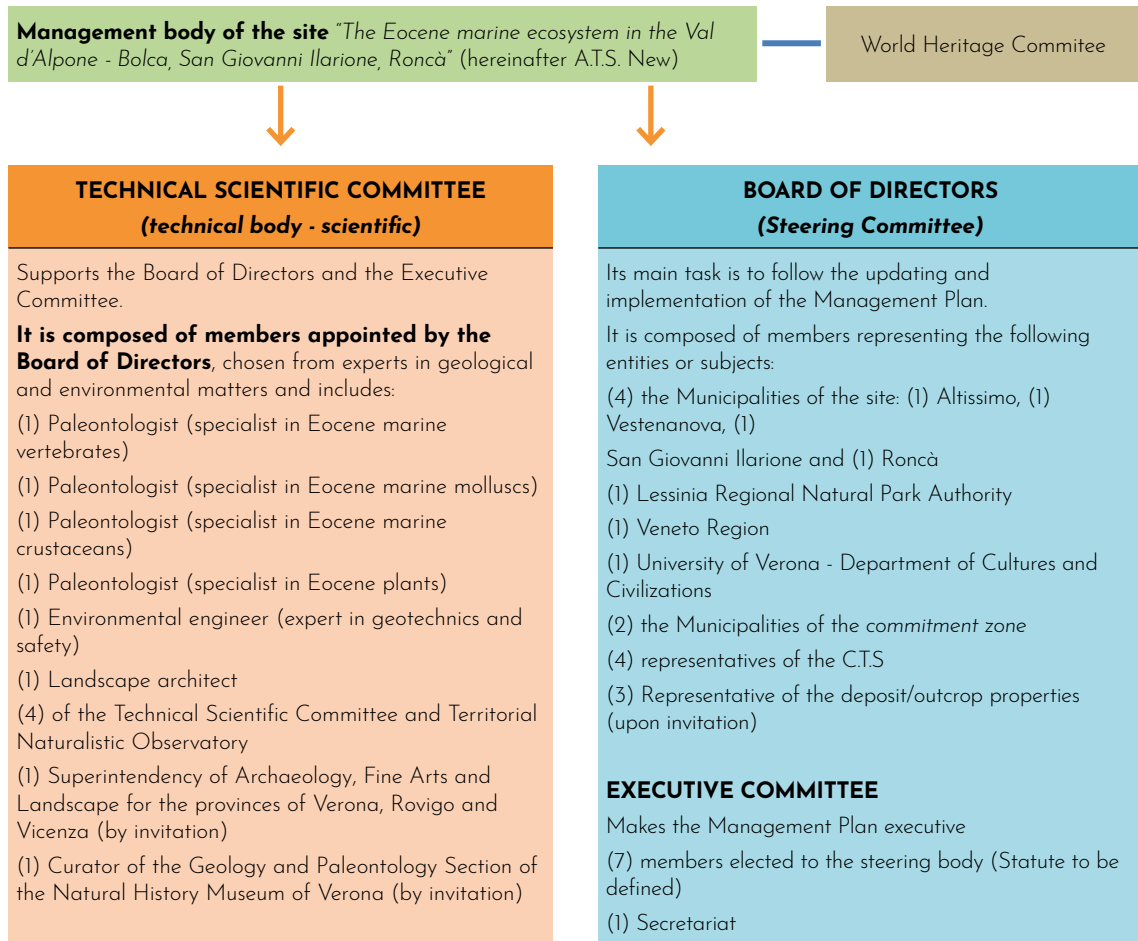 Management body of the site "The Eocene marine ecosystem in the Val
d'Alpone - Bolca, San Giovanni Ilarione, Roncà" (hereinafter A.T.S. New)
World Heritage Commitee
TECHNICAL SCIENTIFIC COMMITTEE
(technical body - scientific)
Supports the Board of Directors and the Executive
Committee.
It is composed of members appointed by the
Board of Directors, chosen from experts in geological
and environmental matters and includes:
(1) Paleontologist (specialist in Eocene marine
vertebrates)
(1) Paleontologist (specialist in Eocene marine molluscs)
(1) Paleontologist (specialist in Eocene marine
crustaceans)
(1) Paleontologist (specialist in Eocene plants)
(1) Environmental engineer (expert in geotechnics and
safety)
(1) Landscape architect
(4) of the Technical Scientific Committee and Territorial
Naturalistic Observatory
(1) Superintendency of Archaeology, Fine Arts and
Landscape for the provinces of Verona, Rovigo and
Vicenza (by invitation)
(1) Curator of the Geology and Paleontology Section of
the Natural History Museum of Verona (by invitation)
BOARD OF DIRECTORS
(Steering Committee)
Its main task is to follow the updating and
implementation of the Management Plan.
It is composed of members representing the following
entities or subjects:
(4) the Municipalities of the site: (1) Altissimo, (1)
Vestenanova, (1)
San Giovanni Ilarione and (1) Roncà
(1) Lessinia Regional Natural Park Authority
(1) Veneto Region
(1) University of Verona - Department of Cultures and
Civilizations
(2) the Municipalities of the commitment zone
(4) representatives of the C.T.S
(3) Representative of the deposit/outcrop properties
(upon invitation)
EXECUTIVE COMMITTEE
Makes the Management Plan executive
(7) members elected to the steering body (Statute to be
defined)
(1) Secretariat